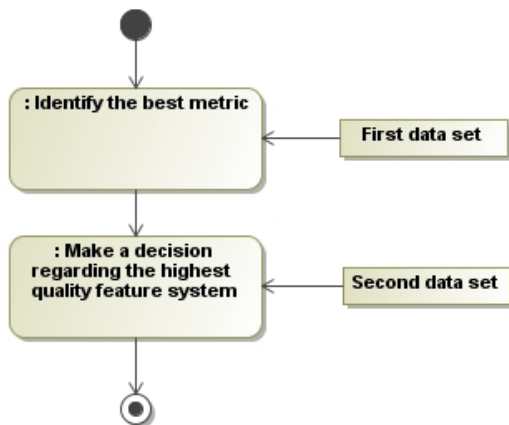 : Identify the best metric
First data set
: Make a decision
regarding the highest
quality feature system
Second data set